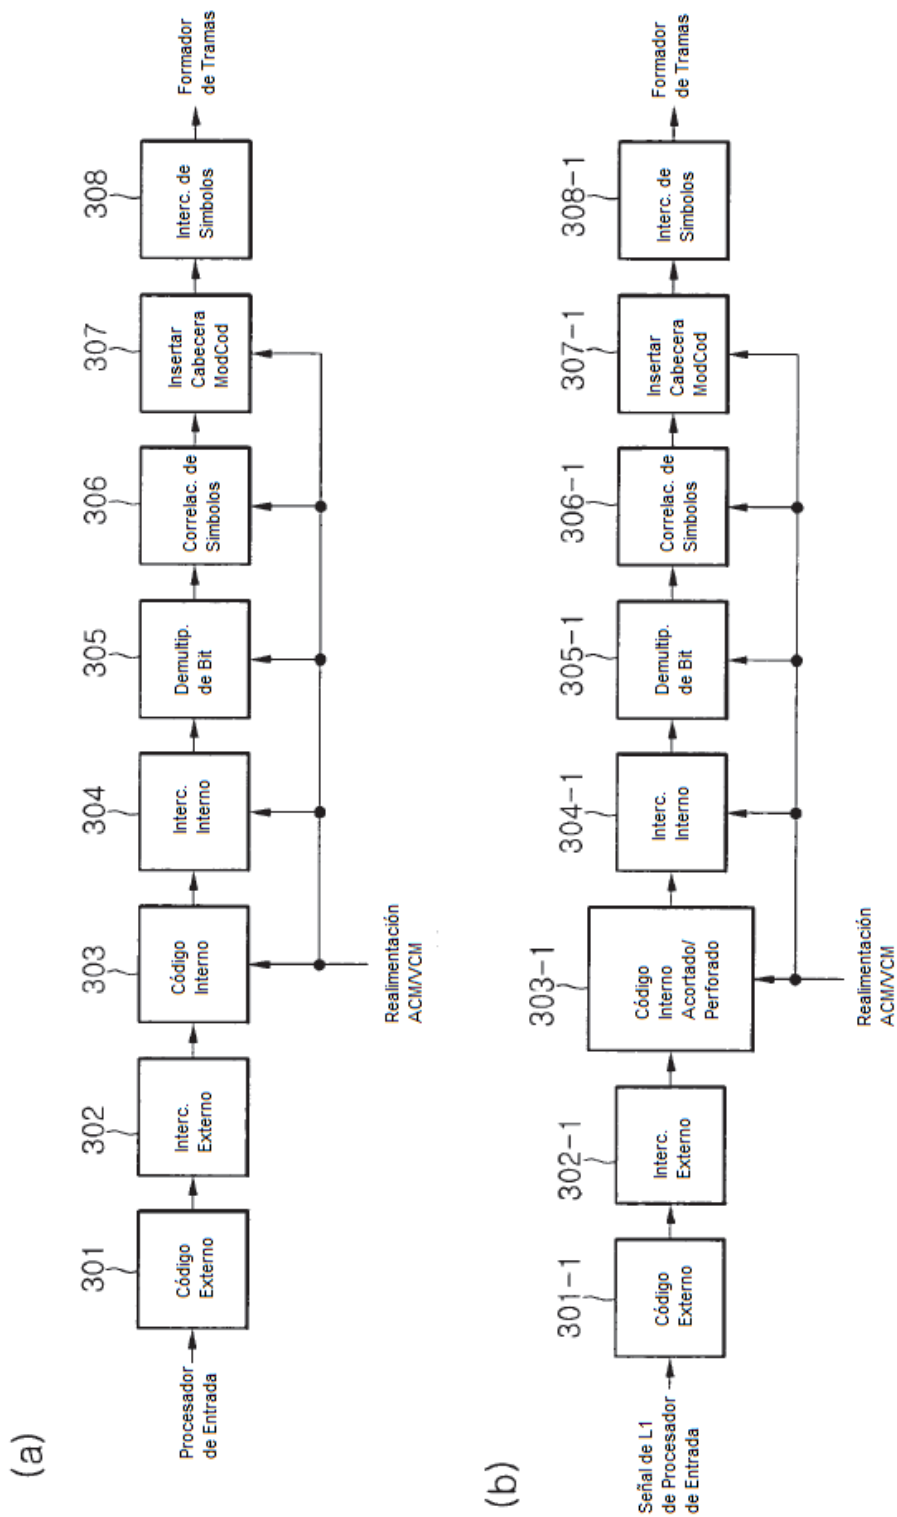 (a)
Procesador
de Entrada
301
Código
Externo
302
Interc.
Externo
303
Código
Interno
304
Interc.
Interno
305
Demultip.
de Bit
306
Correlac. de
Simbolos
307
Insertar
Cabecera
ModCod
308
Interc. de
Simbolos
Formador
de Tramas
Realimentación
ACM/VCM
(b)
Señal de L1
de Procesador
de Entrada
301-1
Código
Externo
302-1
Interc.
Externo
303-1
Código
Interno
Acortado/
Perforado
304-1
Interc.
Interno
305-1
Demultip.
de Bit
306-1
Correlac. de
Simbolos
307-1
Insertar
Cabecera
ModCod
308-1
Interc. de
Simbolos
Formador
de Tramas
Realimentación
ACM/VCM